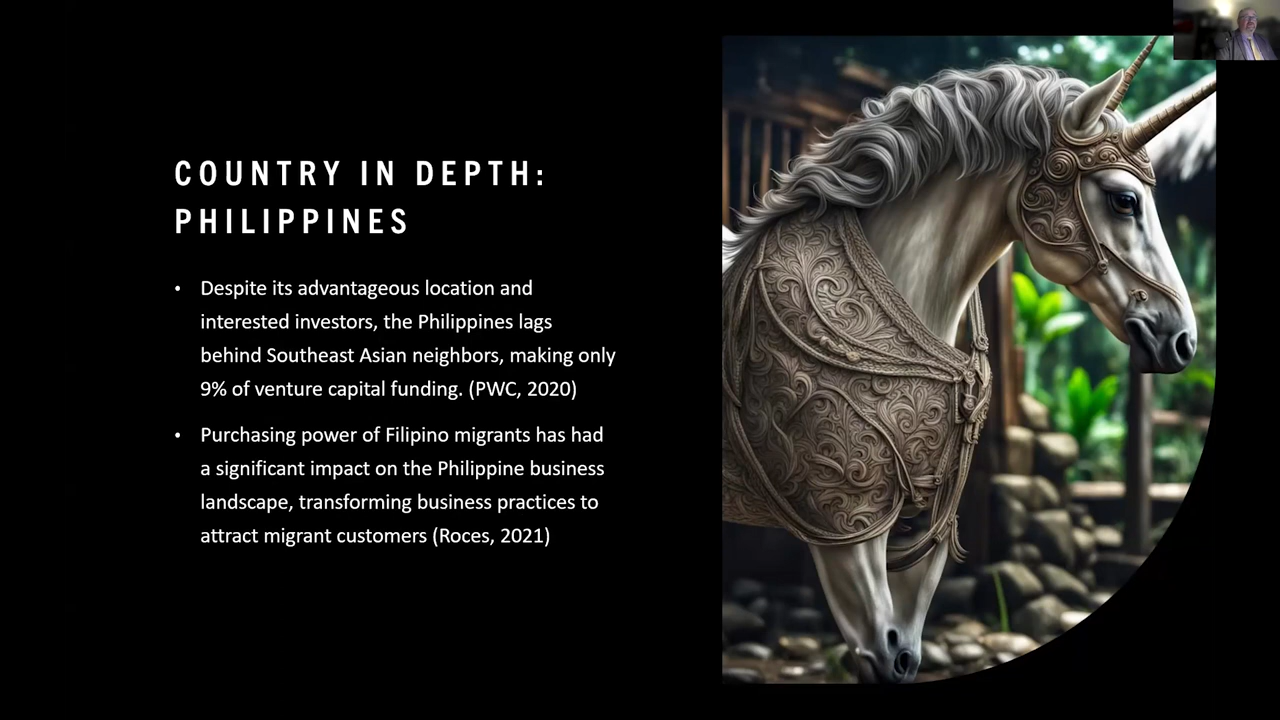 COUNTRY IN DEPTH:
PHILIPPINES
• Despite its advantageous location and
interested investors, the Philippines lags
behind Southeast Asian neighbors, making only
9% of venture capital funding. (PWC, 2020)
• Purchasing power of Filipino migrants has had
a significant impact on the Philippine business
landscape, transforming business practices to
attract migrant customers (Roces, 2021)